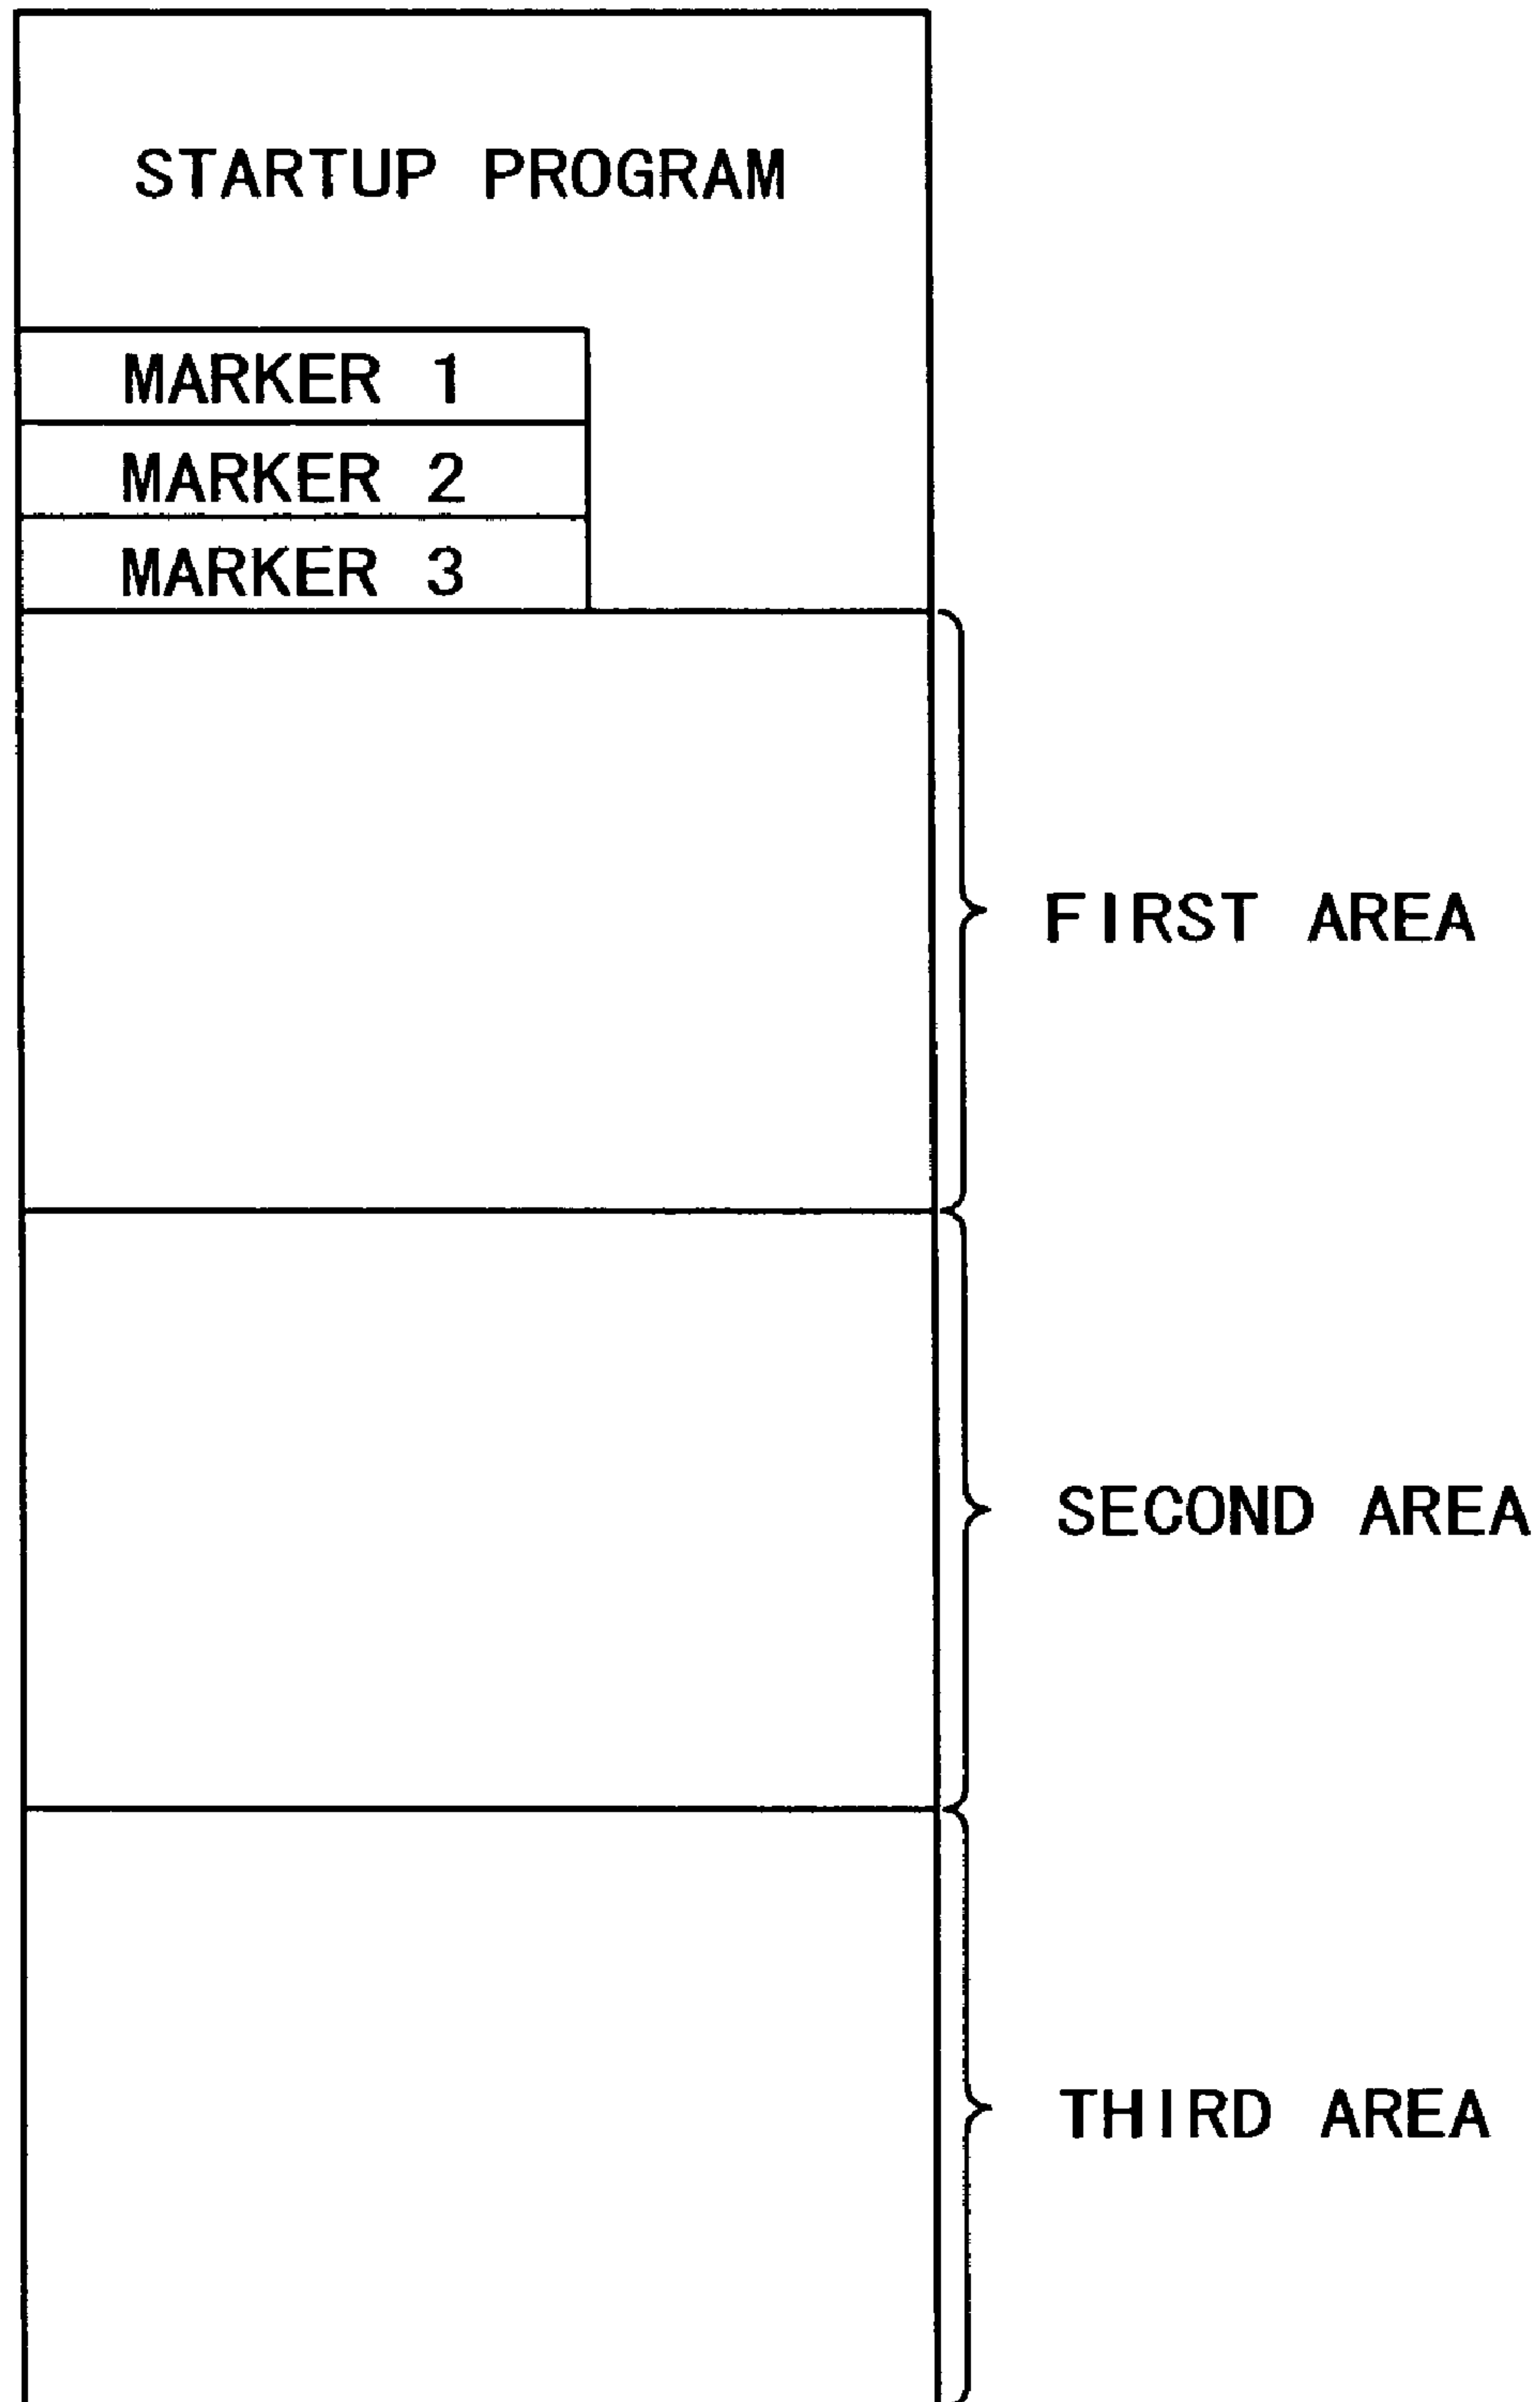 STARTUP PROGRAM
MARKER 1
MARKER 2
MARKER 3
FIRST AREA
SECOND AREA
THIRD AREA